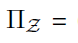 Π_𝒵 =